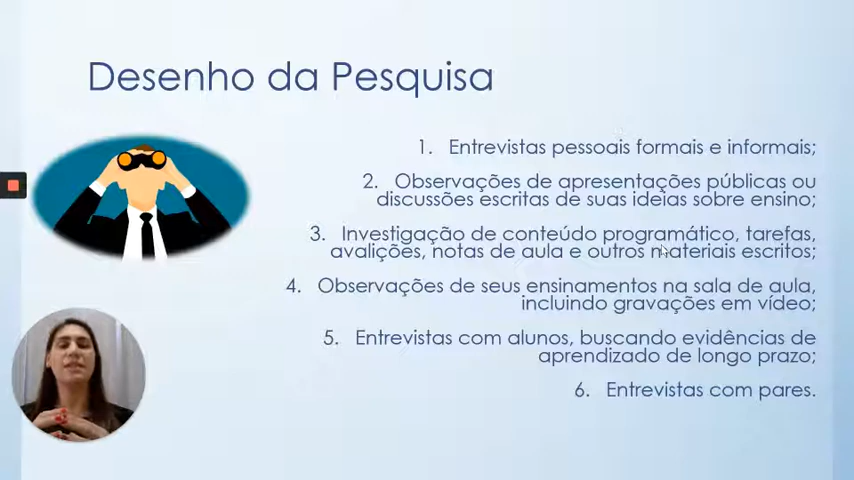 Desenho da Pesquisa
1. Entrevistas pessoais formais e informais;
2. Observações de apresentações públicas ou
discussões escritas de suas ideias sobre ensino;
3. Investigação de conteúdo programático, tarefas,
avalições, notas de aula e outros materiais escritos;
4. Observações de seus ensinamentos na sala de aula,
incluindo gravações em vídeo;
5. Entrevistas com alunos, buscando evidências de
aprendizado de longo prazo;
6. Entrevistas com pares.